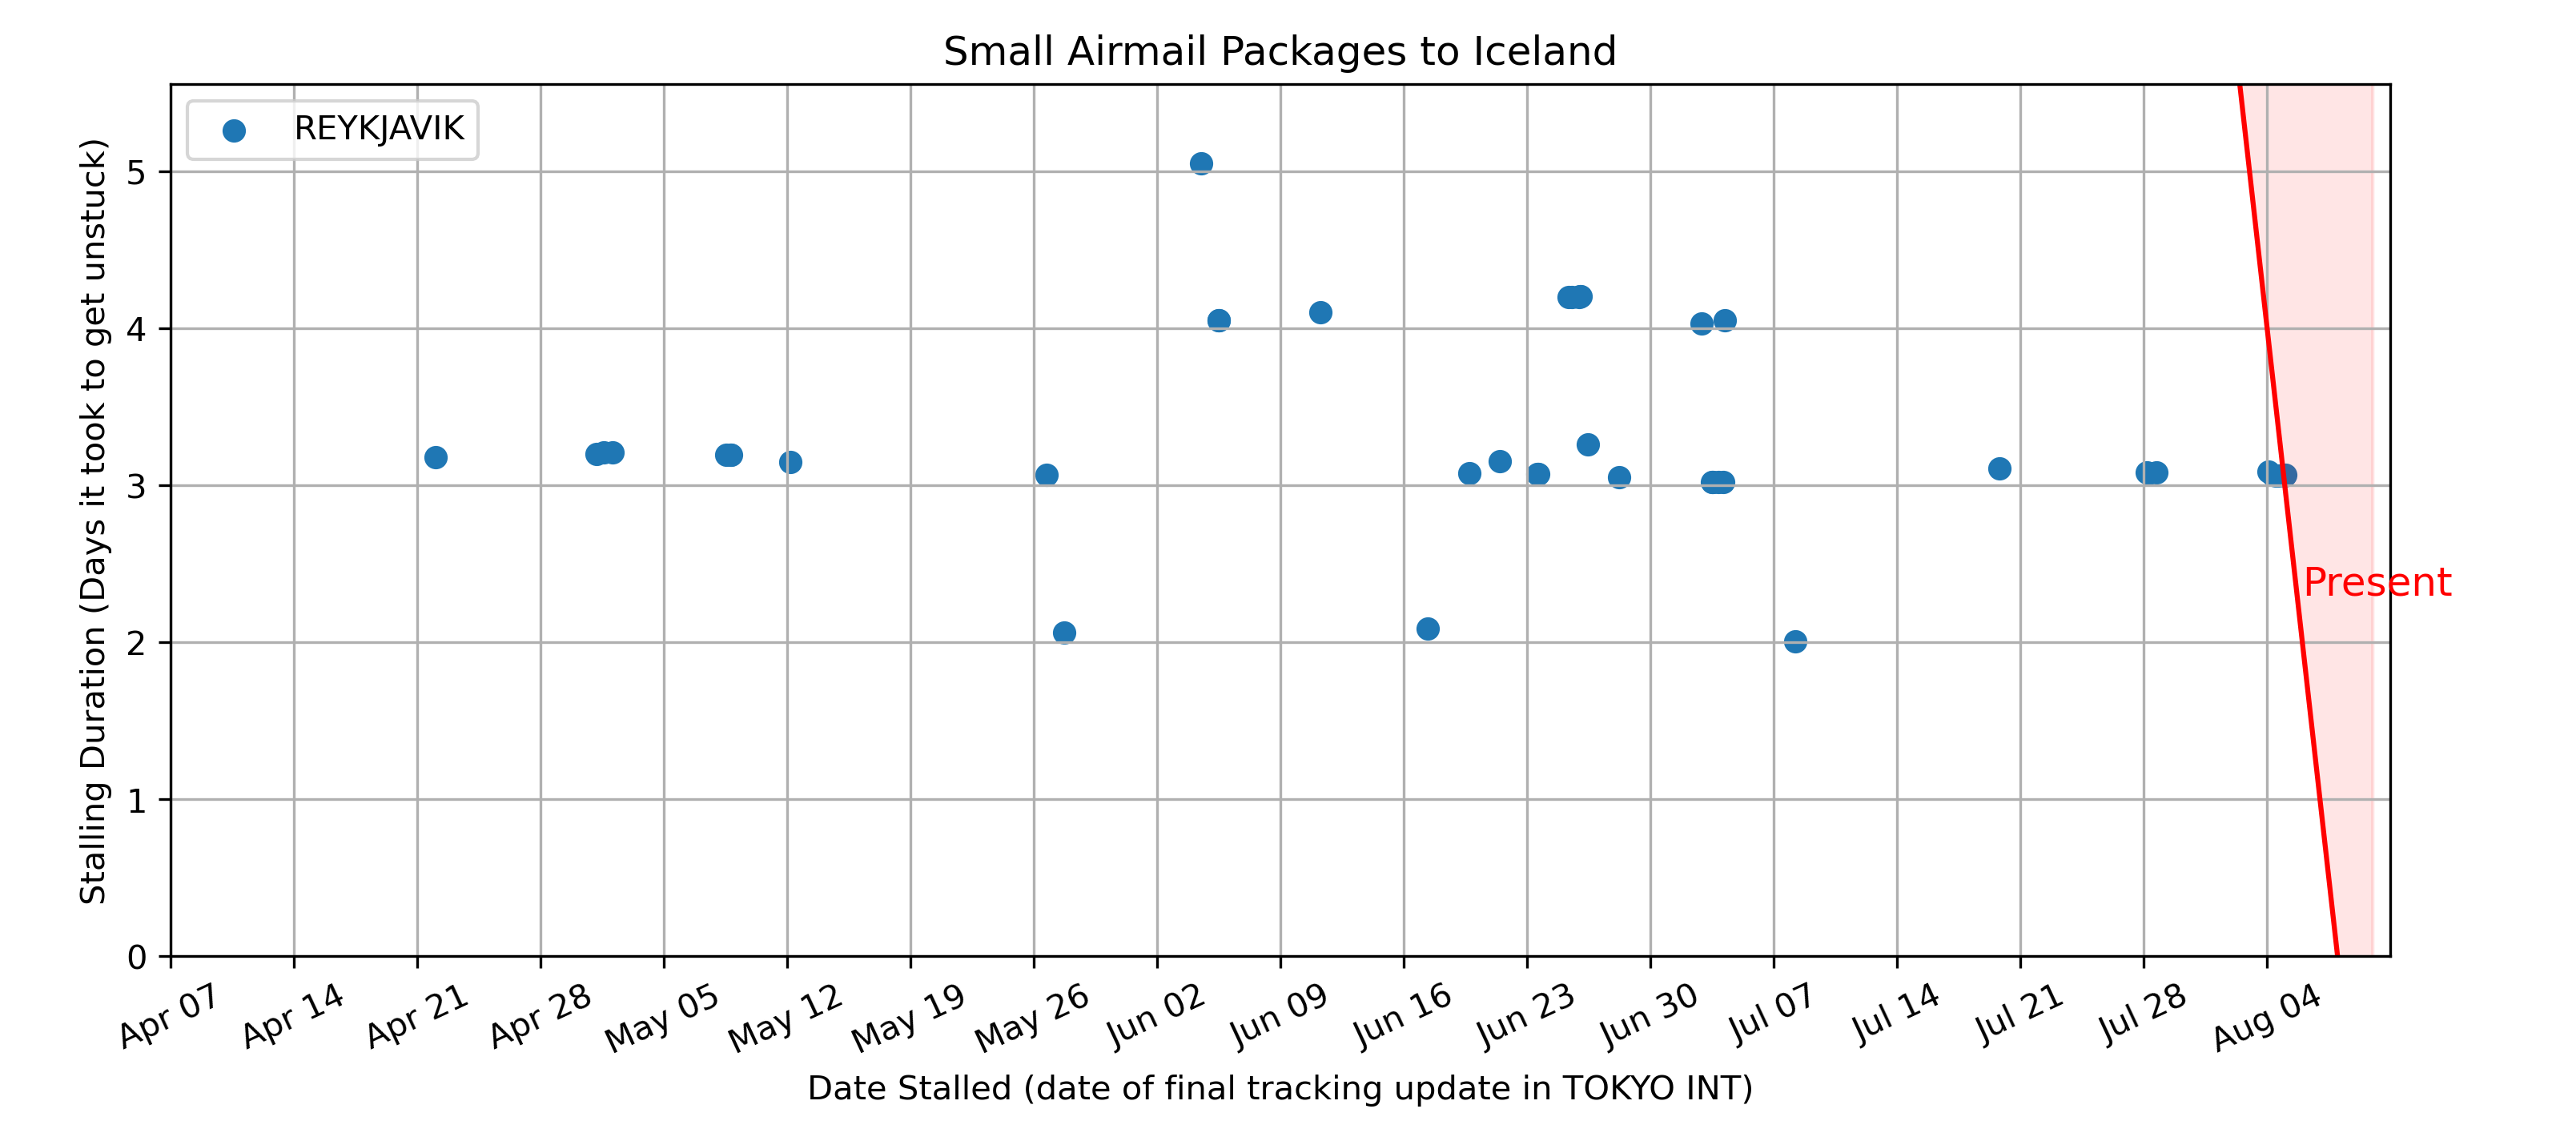 Small Airmail Packages to Iceland
REYKJAVIK
Stalling Duration (Days it took to get unstuck)
5
4
3
2
1
0
Present
Apr 07
Apr 14
Apr 21
Apr 28
May 05
May 12
May 19
May 26
Jun 02
Jun 09
Jun 16
Jun 23
Jun 30
Jul 07
Jul 14
Jul 21
Jul 28
Aug 04
Date Stalled (date of final tracking update in TOKYO INT)